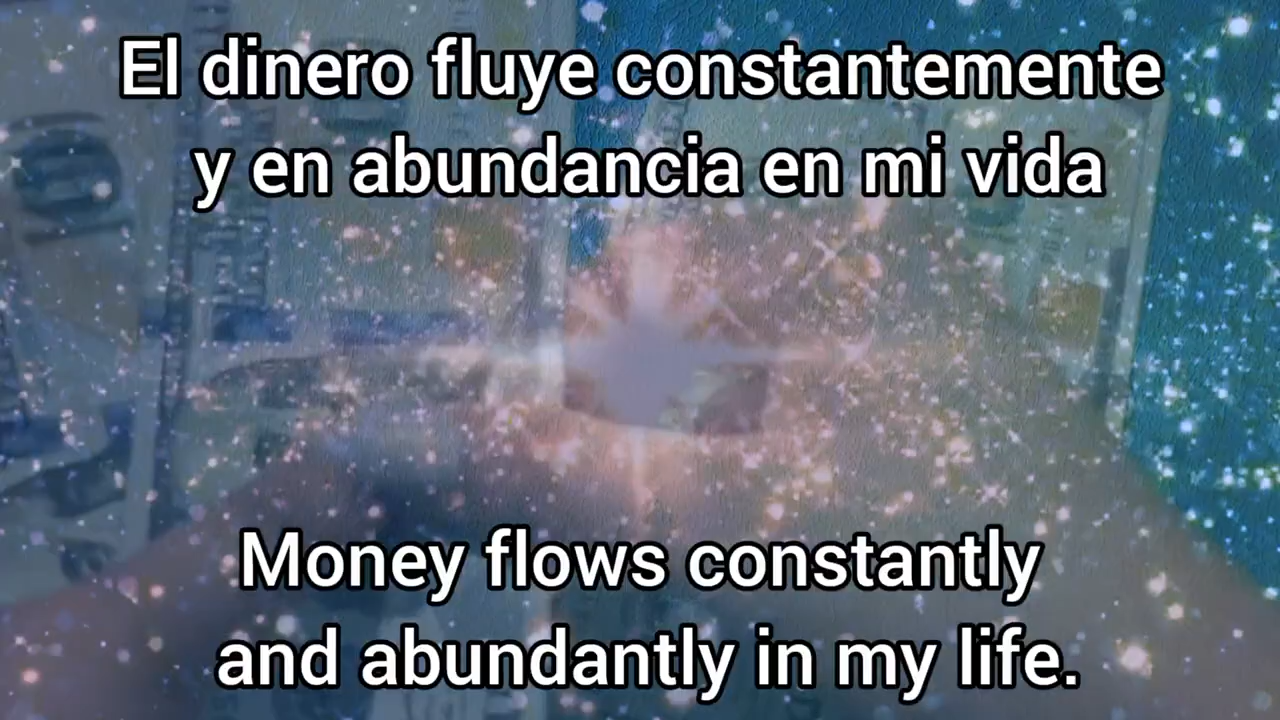 El dinero fluye constantemente
y en abundancia en mi vida
Money flows constantly
and abundantly in my life.